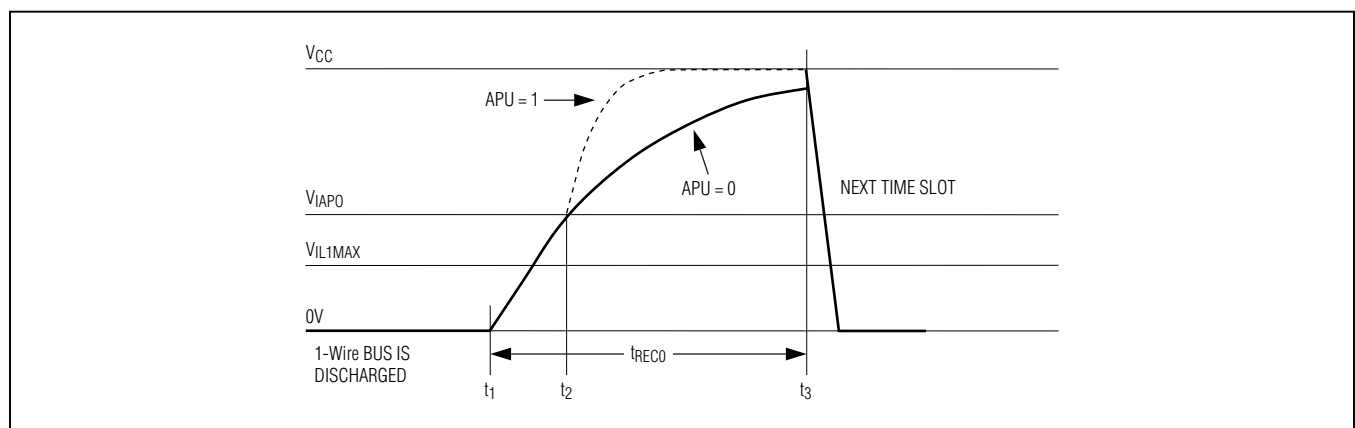 VCC
APU = 1
APU = 0
VIAPO
NEXT TIME SLOT
VIL1MAX
0V
1-Wire BUS IS
DISCHARGED
tREC0
t1
t2
t3